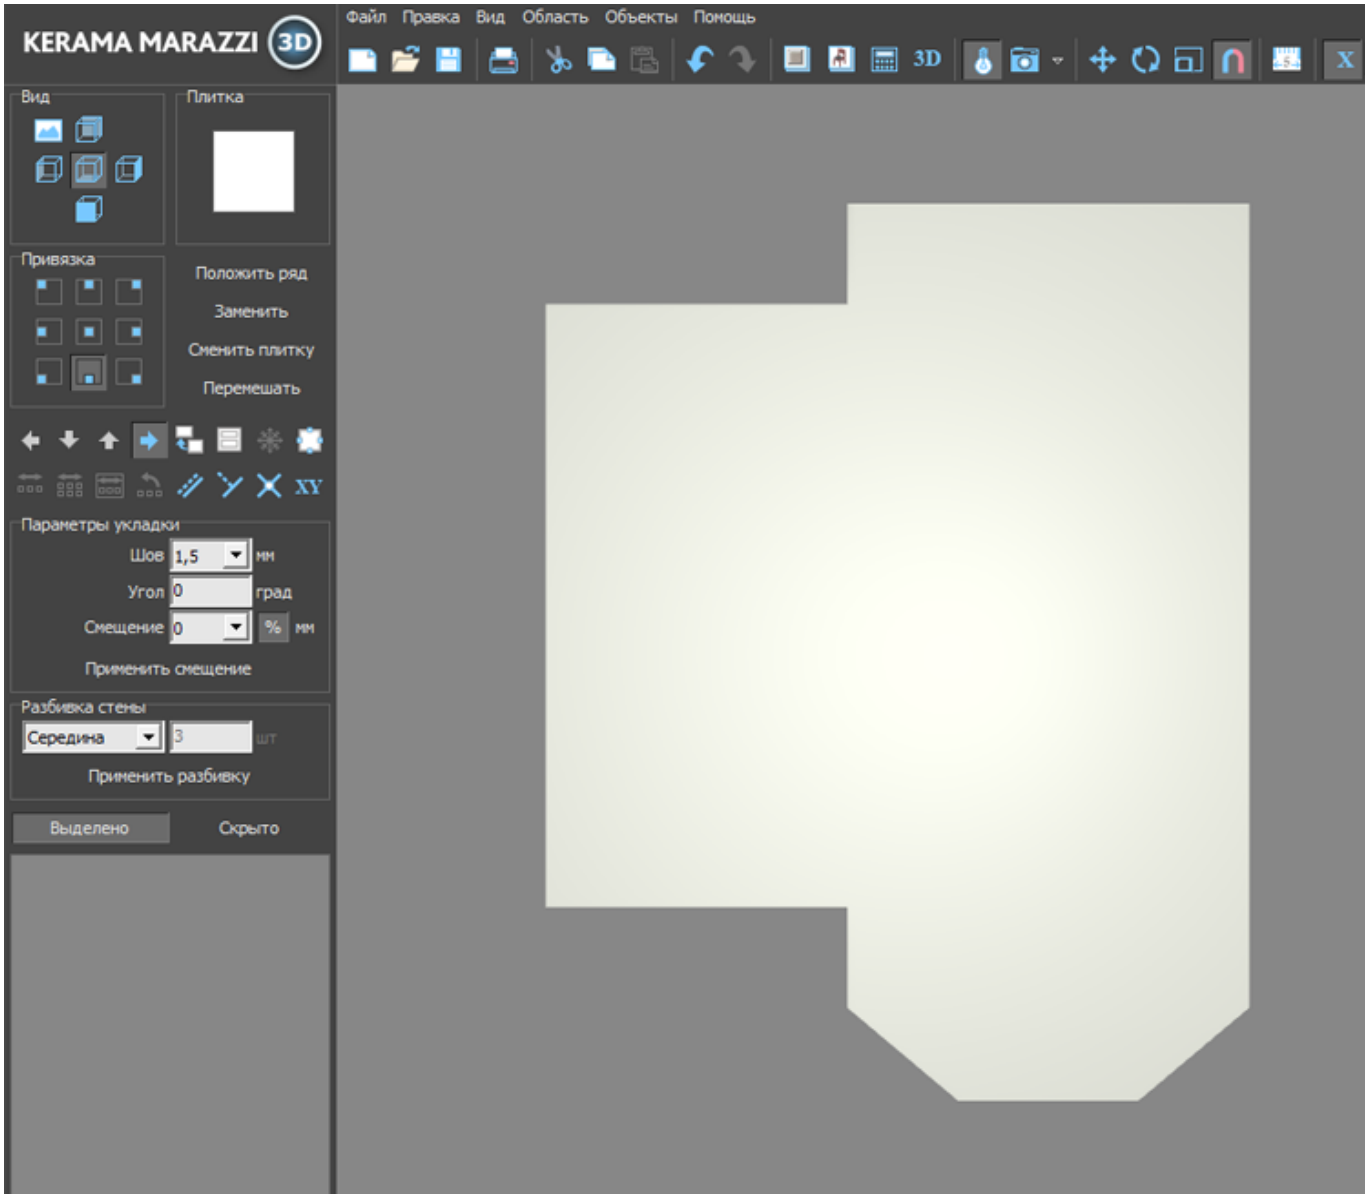 KERAMA MARAZZI 3D
Файл Правка Вид Область Объекты Помощь
3D 5 X
Вид
Плитка
Привязка
Положить ряд
Заменить
Сменить плитку
Перемешать
XY
Параметры укладки
Шов 1,5 мм
Угол 0 град
Смещение 0 % мм
Применить смещение
Разбивка стены
Середина 3 шт
Применить разбивку
Выделено Скрыто